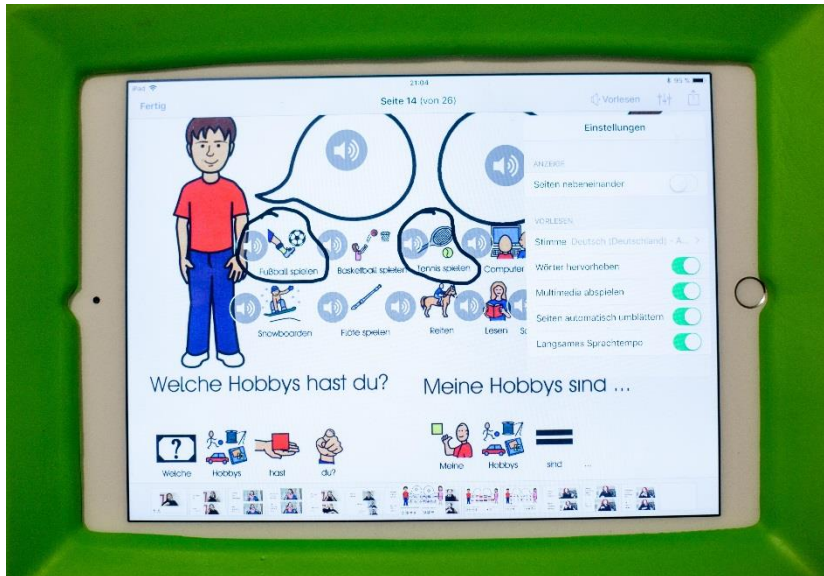 iPad
21:04
95 %
Fertig
Seite 14 (von 26)
Vorlesen
Einstellungen
ANZEIGE
Seiten nebeneinander
VORLESEN
Stimme Deutsch (Deutschland) - A...
Wörter hervorheben
Multimedia abspielen
Seiten automatisch umblättern
Langsames Sprachtempo
Fußball spielen
Basketball spielen
Tennis spielen
Computer
Snowboarden
Flöte spielen
Reiten
Lesen
Welche Hobbys hast du?
Meine Hobbys sind ...
?
Welche Hobbys hast du?
Meine Hobbys sind ...